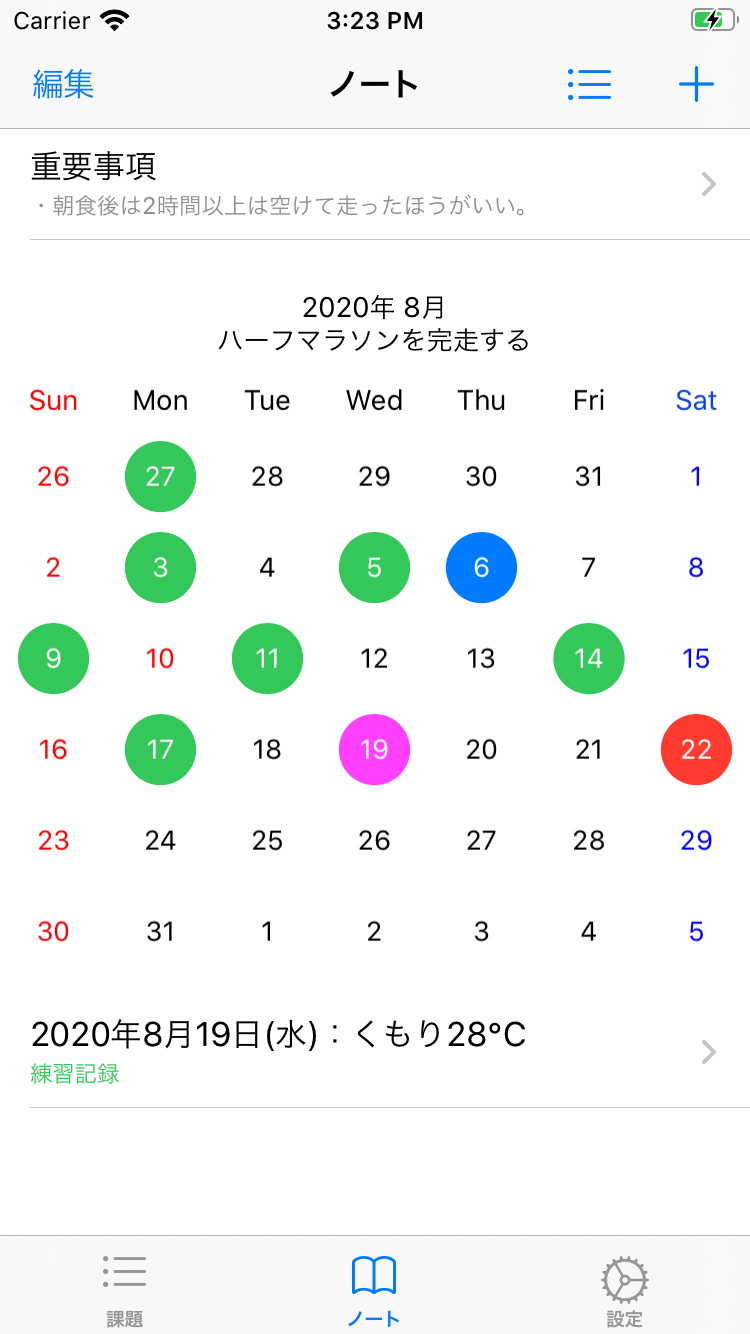 Carrier 3:23 PM
編集 ノート
重要事項
・朝食後は2時間以上は空けて走ったほうがいい。
2020年 8月
ハーフマラソンを完走する
Sun Mon Tue Wed Thu Fri Sat
26 27 28 29 30 31 1
2 3 4 5 6 7 8
9 10 11 12 13 14 15
16 17 18 19 20 21 22
23 24 25 26 27 28 29
30 31 1 2 3 4 5
2020年8月19日(水)：くもり28°C
練習記録
課題 ノート 設定